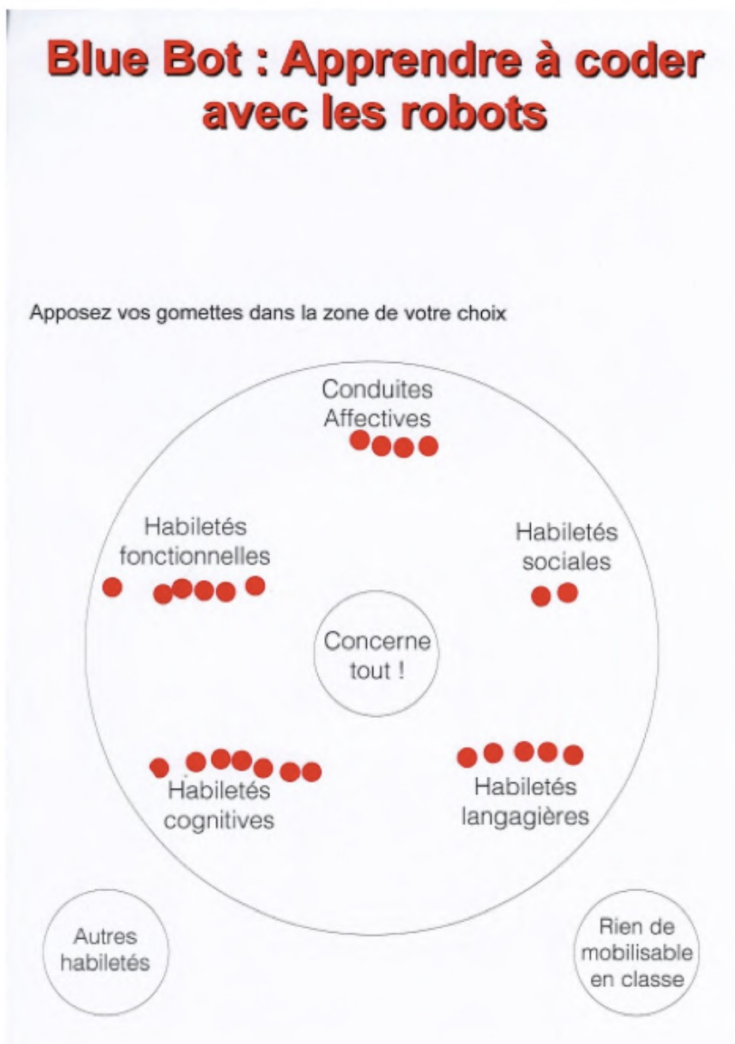 Blue Bot : Apprendre à coder
avec les robots
Apposez vos gomettes dans la zone de votre choix
Conduites
Affectives
Habiletés
fonctionnelles
Habiletés
sociales
Concerne
tout !
Habiletés
cognitives
Habiletés
langagières
Autres
habiletés
Rien de
mobilisable
en classe